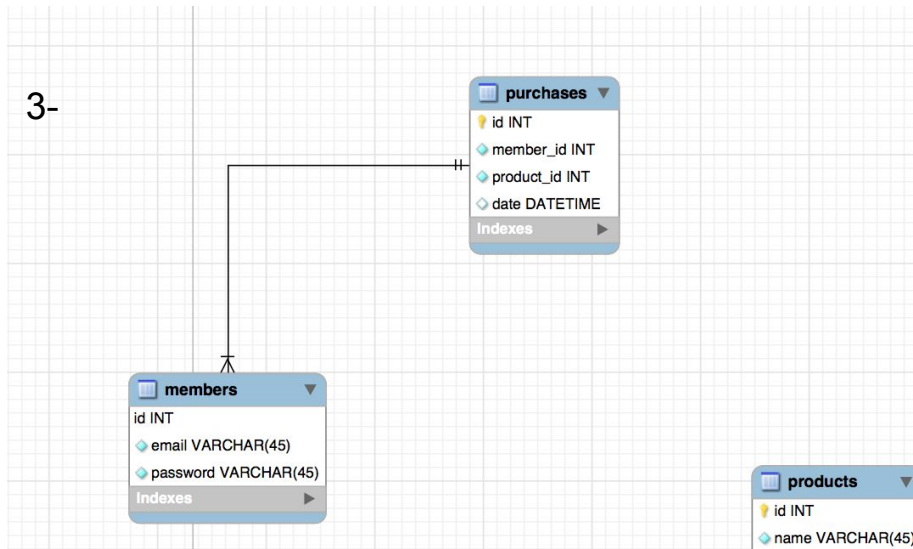 3-
purchases
id INT
member_id INT
product_id INT
date DATETIME
Indexes
members
id INT
email VARCHAR(45)
password VARCHAR(45)
Indexes
products
id INT
name VARCHAR(45)